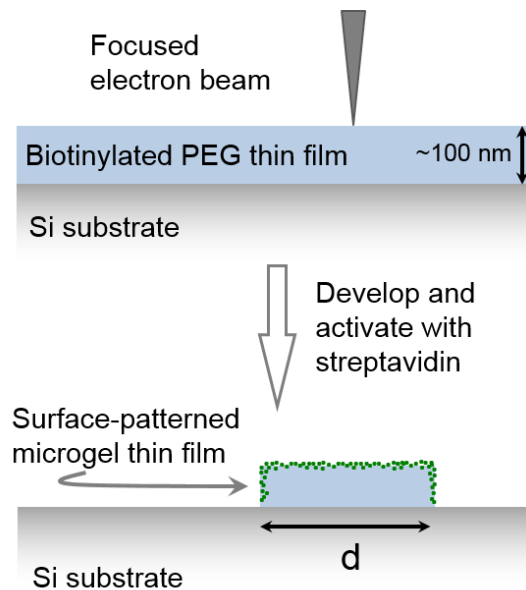 Focused
electron beam
Biotinylated PEG thin film
~100 nm
Si substrate
Develop and
activate with
streptavidin
Surface-patterned
microgel thin film
d
Si substrate